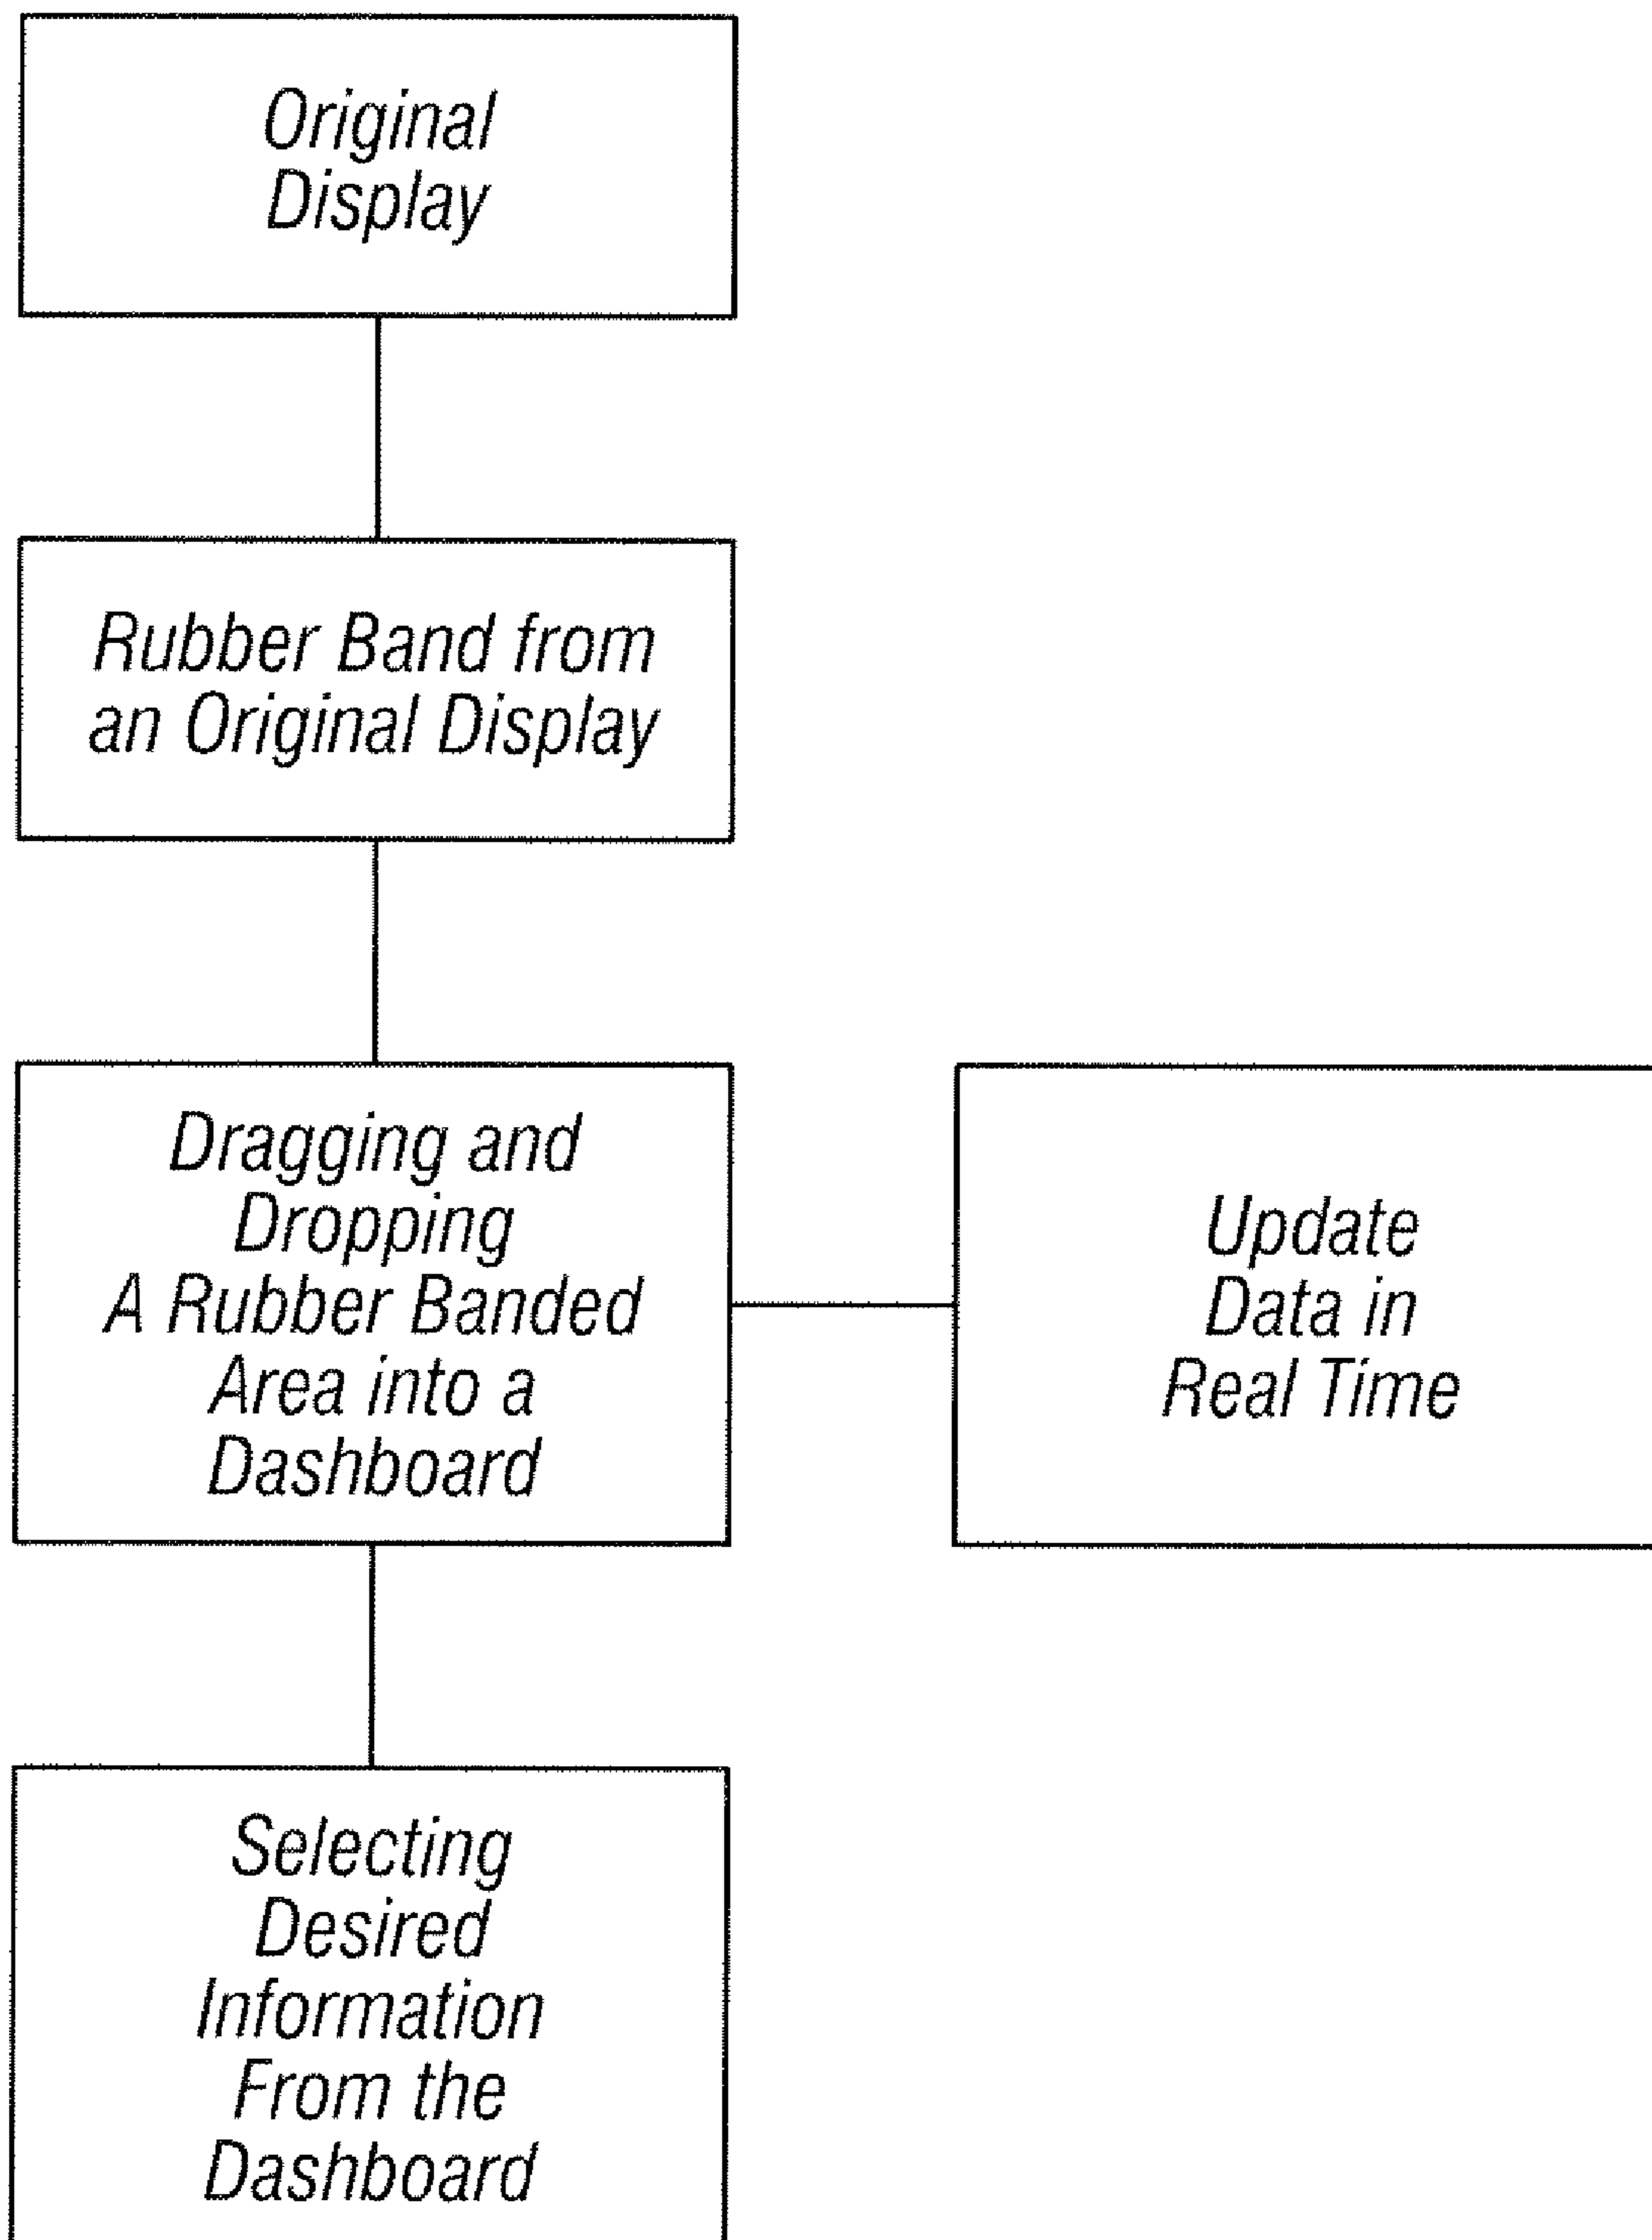 Original
Display
Rubber Band from
an Original Display
Dragging and
Dropping
A Rubber Banded
Area into a
Dashboard
Update
Data in
Real Time
Selecting
Desired
Information
From the
Dashboard